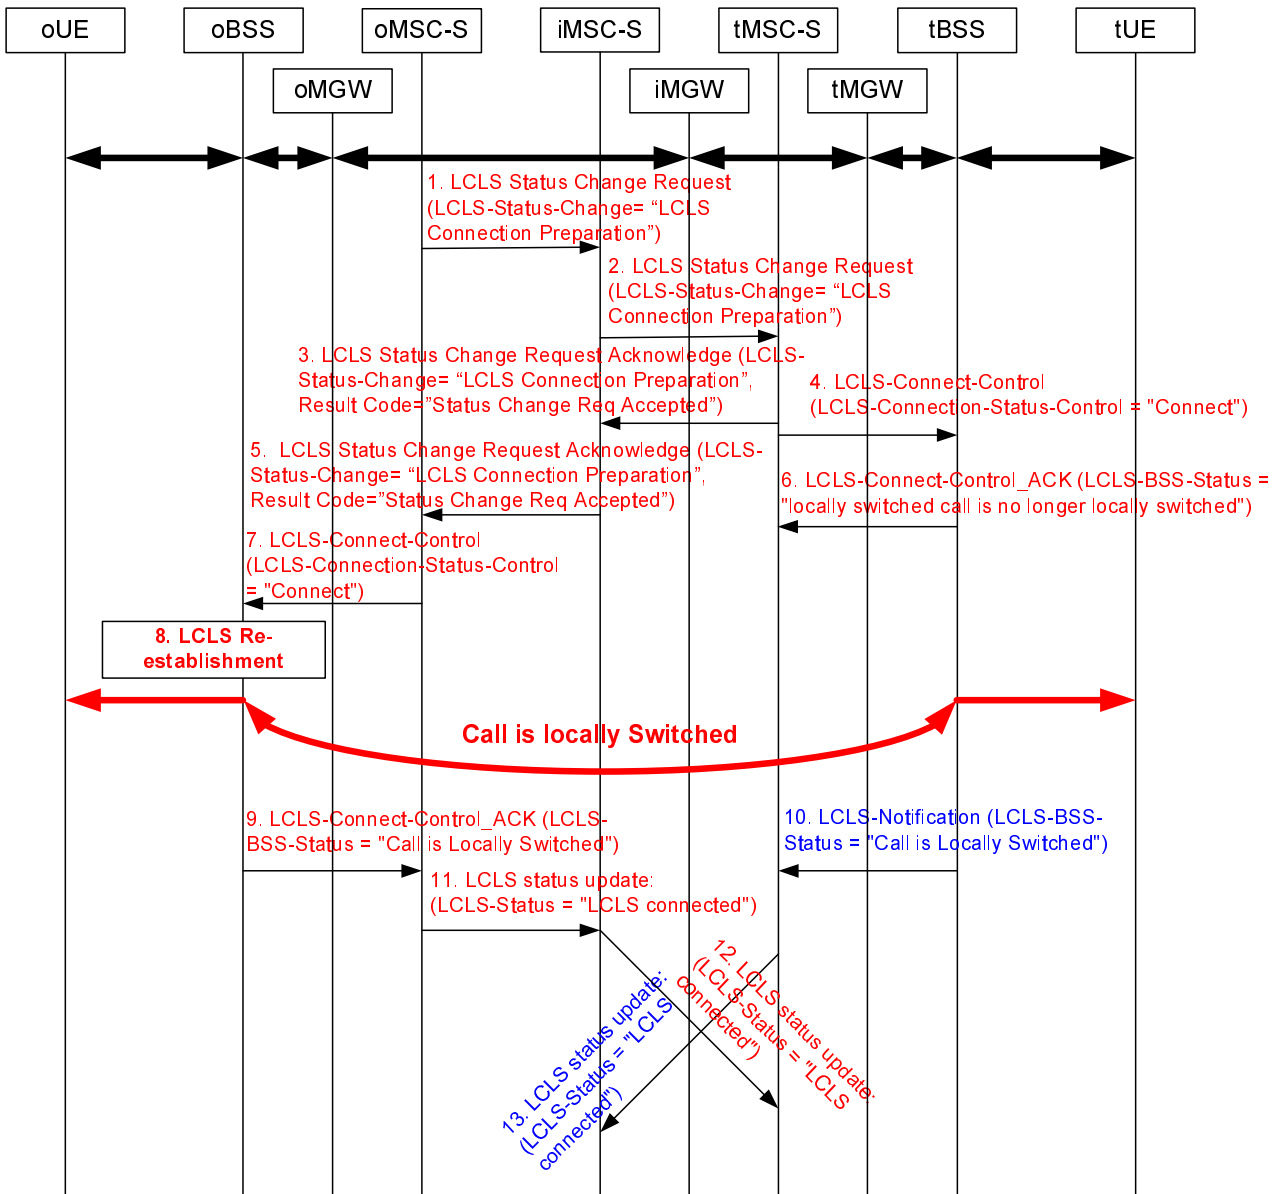 oUE
oBSS
oMSC-S
iMSC-S
tMSC-S
tBSS
tUE
oMGW
iMGW
tMGW
1. LCLS Status Change Request
(LCLS-Status-Change= “LCLS
Connection Preparation”)
2. LCLS Status Change Request
(LCLS-Status-Change= “LCLS
Connection Preparation”)
3. LCLS Status Change Request Acknowledge (LCLS-
Status-Change= “LCLS Connection Preparation”,
Result Code=”Status Change Req Accepted”)
4. LCLS-Connect-Control
(LCLS-Connection-Status-Control = "Connect")
5. LCLS Status Change Request Acknowledge (LCLS-
Status-Change= “LCLS Connection Preparation”,
Result Code=”Status Change Req Accepted”)
6. LCLS-Connect-Control_ACK (LCLS-BSS-Status =
"locally switched call is no longer locally switched")
7. LCLS-Connect-Control
(LCLS-Connection-Status-Control
= "Connect")
8. LCLS Re-
establishment
Call is locally Switched
9. LCLS-Connect-Control_ACK (LCLS-
BSS-Status = "Call is Locally Switched")
10. LCLS-Notification (LCLS-BSS-
Status = "Call is Locally Switched")
11. LCLS status update:
(LCLS-Status = "LCLS connected")
12. LCLS status update:
(LCLS-Status = "LCLS
connected")
13. LCLS status update:
(LCLS-Status = "LCLS
connected")